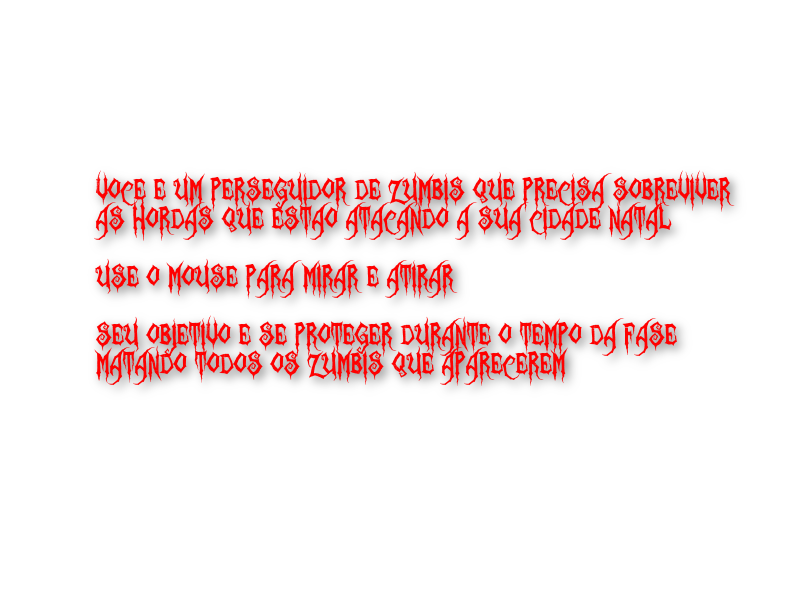 VOCE E UM PERSEGUIDOR DE ZUMBIS QUE PRECISA SOBREVIVER
AS HORDAS QUE ESTAO ATACANDO A SUA CIDADE NATAL
USE O MOUSE PARA MIRAR E ATIRAR
SEU OBJETIVO E SE PROTEGER DURANTE O TEMPO DA FASE
MATANDO TODOS OS ZUMBIS QUE APARECEREM